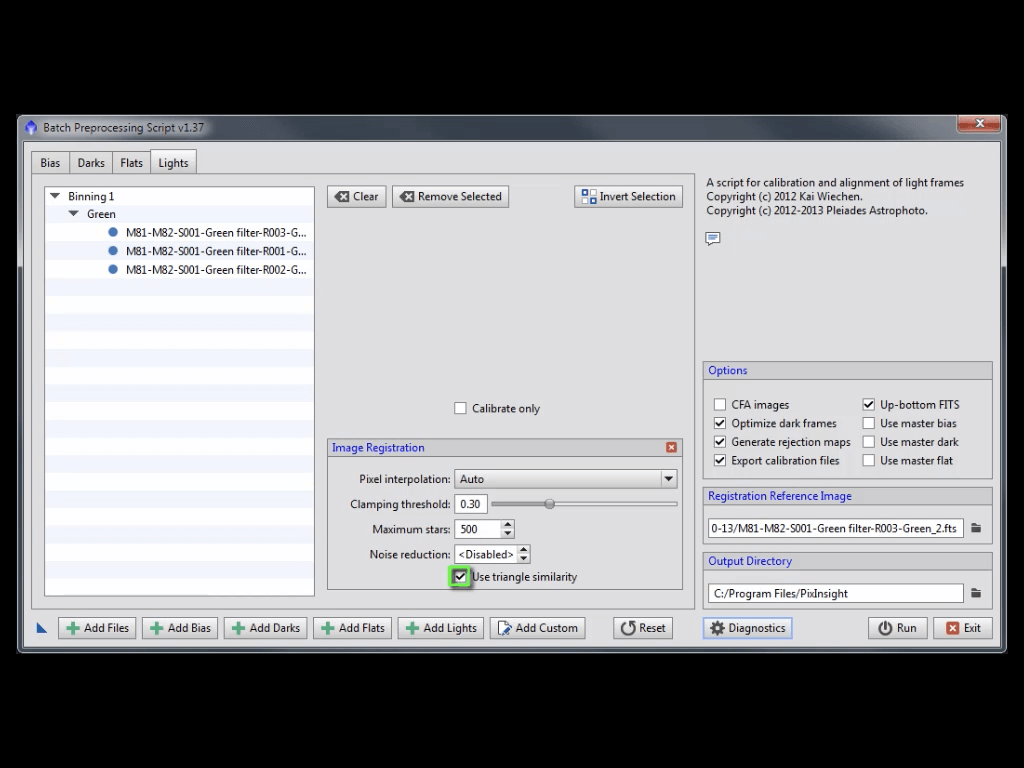 Batch Preprocessing Script v1.37
Bias Darks Flats Lights
Binning 1
Green
M81-M82-S001-Green filter-R003-G...
M81-M82-S001-Green filter-R001-G...
M81-M82-S001-Green filter-R002-G...
Clear Remove Selected Invert Selection
Calibrate only
Image Registration
Pixel interpolation: Auto
Clamping threshold: 0.30
Maximum stars: 500
Noise reduction: <Disabled>
Use triangle similarity
A script for calibration and alignment of light frames
Copyright (c) 2012 Kai Wiechen.
Copyright (c) 2012-2013 Pleiades Astrophoto.
Options
CFA images Up-bottom FITS
Optimize dark frames Use master bias
Generate rejection maps Use master dark
Export calibration files Use master flat
Registration Reference Image
0-13/M81-M82-S001-Green filter-R003-Green_2.fts
Output Directory
C:/Program Files/PixInsight
Add Files Add Bias Add Darks Add Flats Add Lights Add Custom Reset Diagnostics Run Exit